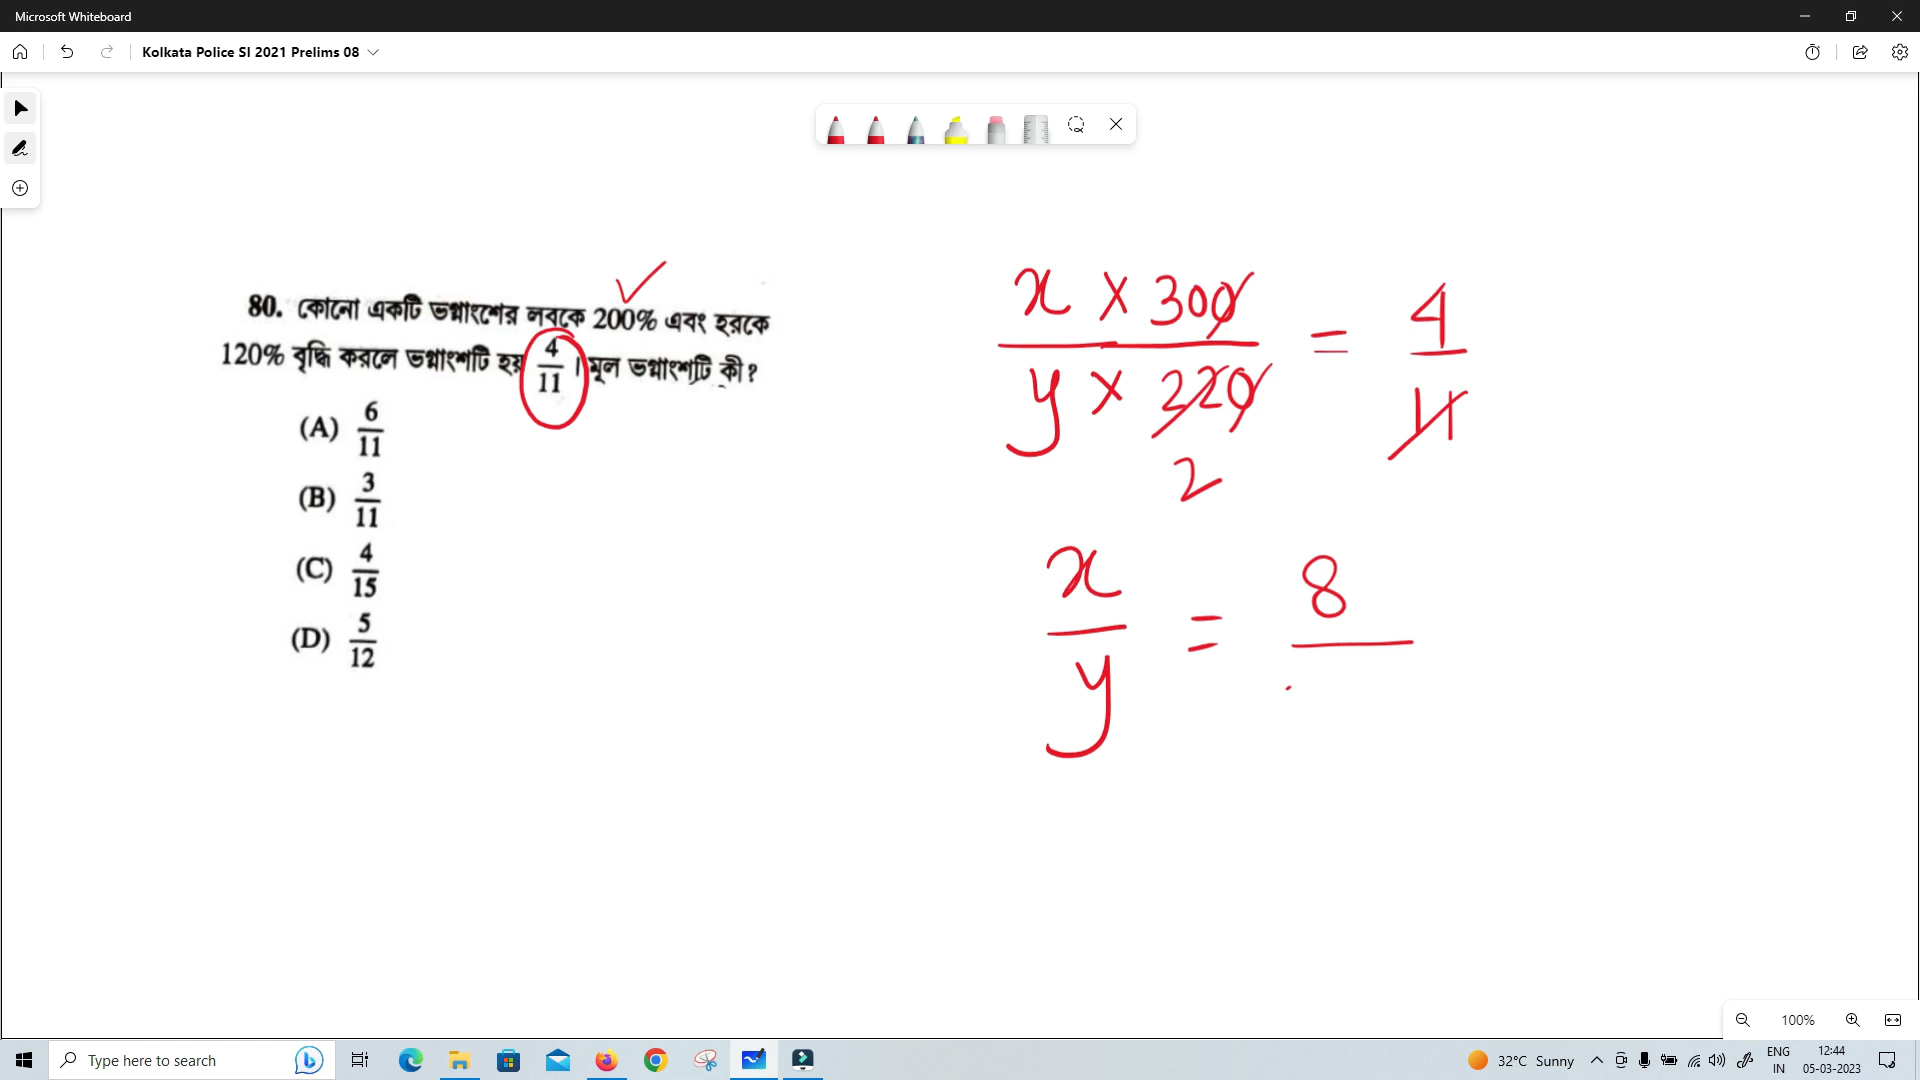 Microsoft Whiteboard
Kolkata Police SI 2021 Prelims 08
80. কোনো একটি ভগ্নাংশের লবকে 200% এবং হরকে
120% বৃদ্ধি করলে ভগ্নাংশটি হয় 4/11 । মূল ভগ্নাংশটি কী?
(A) 6/11
(B) 3/11
(C) 4/15
(D) 5/12
x × 300 / y × 220 = 4/11
2
x/y = 8
100%
Type here to search
32°C Sunny
ENG
IN
12:44
05-03-2023